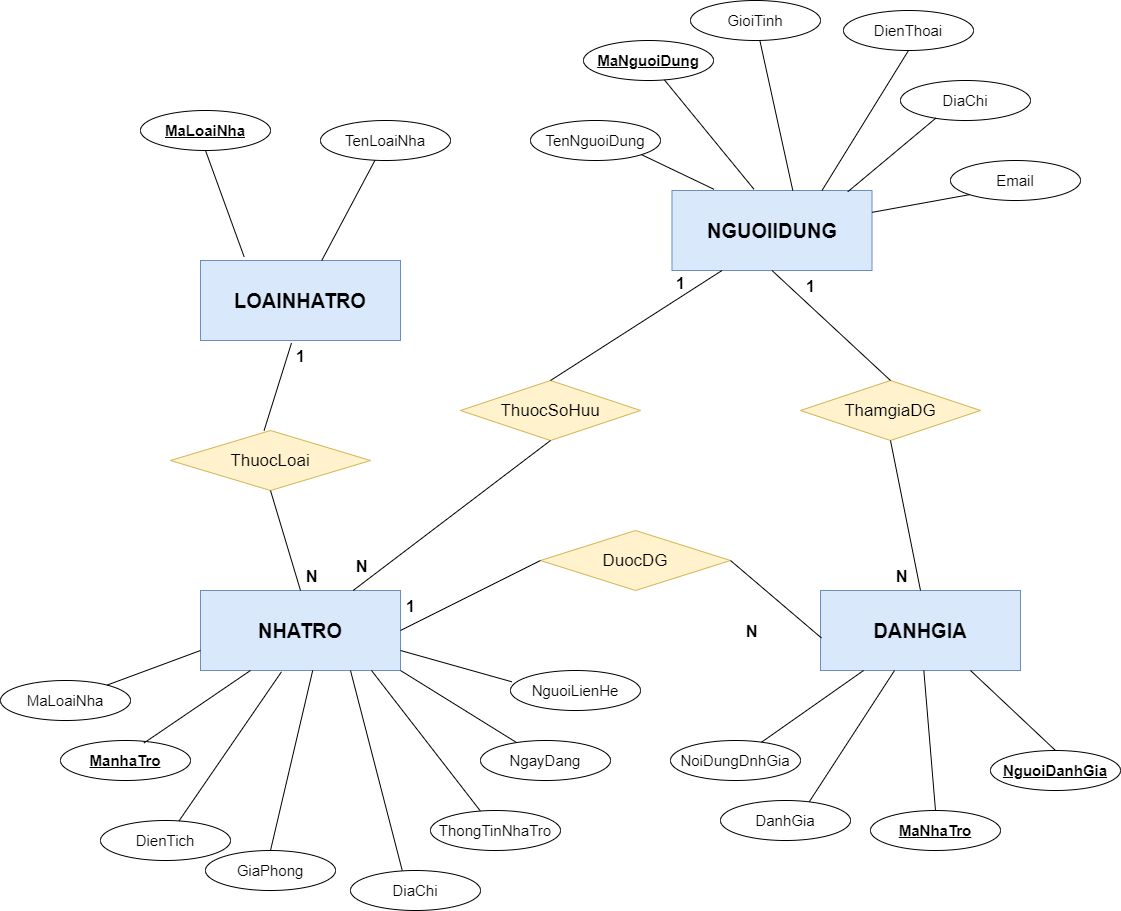 GioiTinh
DienThoai
MaNguoiDung
DiaChi
MaLoaiNha
TenLoaiNha
TenNguoiDung
Email
NGUOIIDUNG
LOAINHATRO
1
1
1
ThuocSoHuu
ThamgiaDG
ThuocLoai
DuocDG
N
N
N
1
N
NHATRO
DANHGIA
MaLoaiNha
NguoiLienHe
ManhaTro
NgayDang
NoiDungDnhGia
NguoiDanhGia
DienTich
ThongTinNhaTro
DanhGia
MaNhaTro
GiaPhong
DiaChi